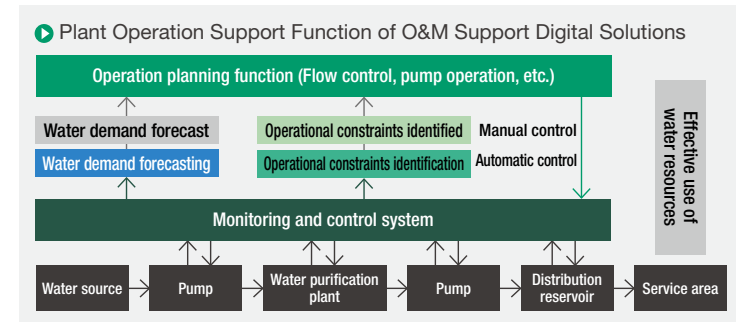 Plant Operation Support Function of O&M Support Digital Solutions
Operation planning function (Flow control, pump operation, etc.)
Water demand forecast
Operational constraints identified
Manual control
Water demand forecasting
Operational constraints identification
Automatic control
Effective use of
water resources
Monitoring and control system
Water source
Pump
Water purification
plant
Pump
Distribution
reservoir
Service area